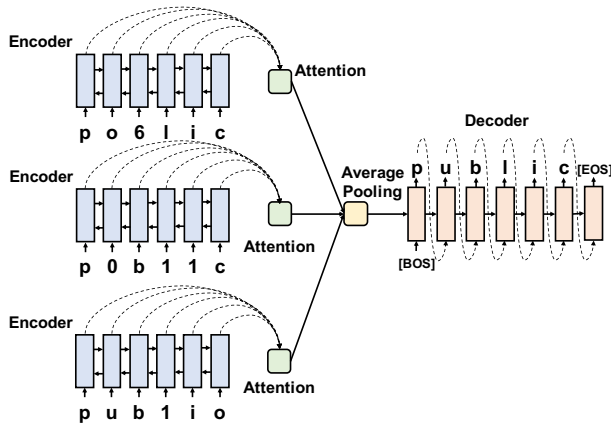 Encoder
Attention
p o 6 l i c
Decoder
Encoder
Average
Pooling
p u b l i c [EOS]
Attention
p 0 b 1 1 c
[BOS]
Encoder
Attention
p u b 1 i o